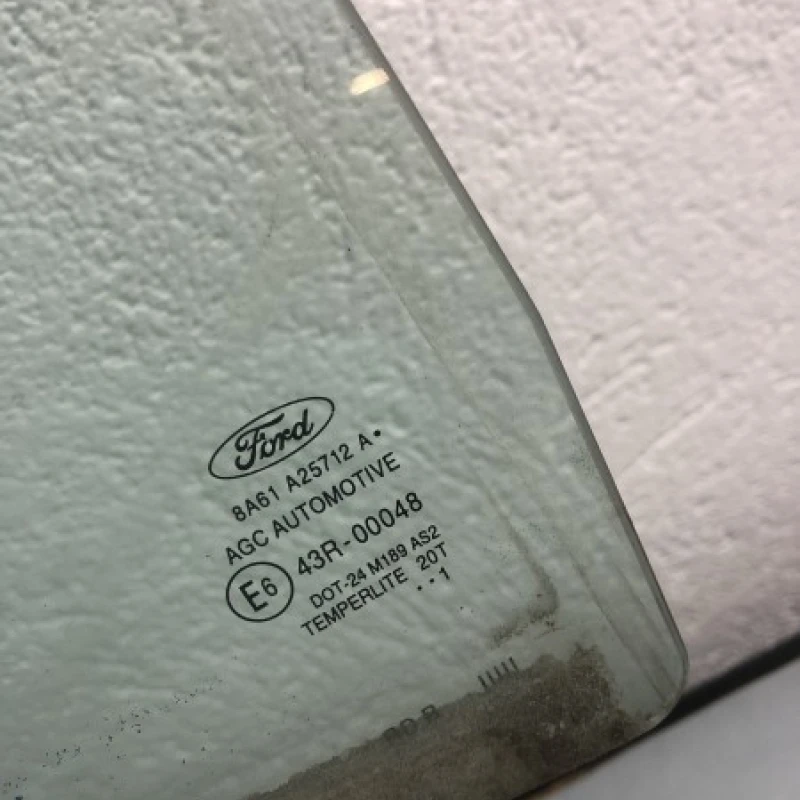 Ford
8A61 A25712 A
AGC AUTOMOTIVE
E6 43R-00048
DOT-24 M189 AS2
TEMPERLITE 20T
. . 1